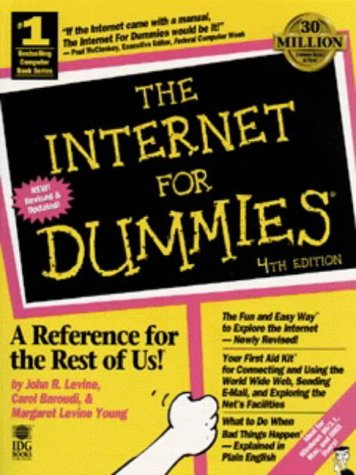 #1
Bestselling
Computer
Book Series
"If the Internet came with a manual,
The Internet For Dummies would be it!"
— Paul McCloskey, Executive Editor, Federal Computer Week
30
MILLION
THE
INTERNET
FOR
DUMMIES®
4TH EDITION
NEW!
Revised &
Updated!
A Reference for
the Rest of Us!®
by John R. Levine,
Carol Baroudi, &
Margaret Levine Young
IDG
BOOKS
The Fun and Easy Way™
to Explore the Internet
— Newly Revised!
Your First Aid Kit®
for Connecting and Using the
World Wide Web, Sending
E-Mail, and Exploring the
Net's Facilities
What to Do When
Bad Things Happen
— Explained in
Plain English